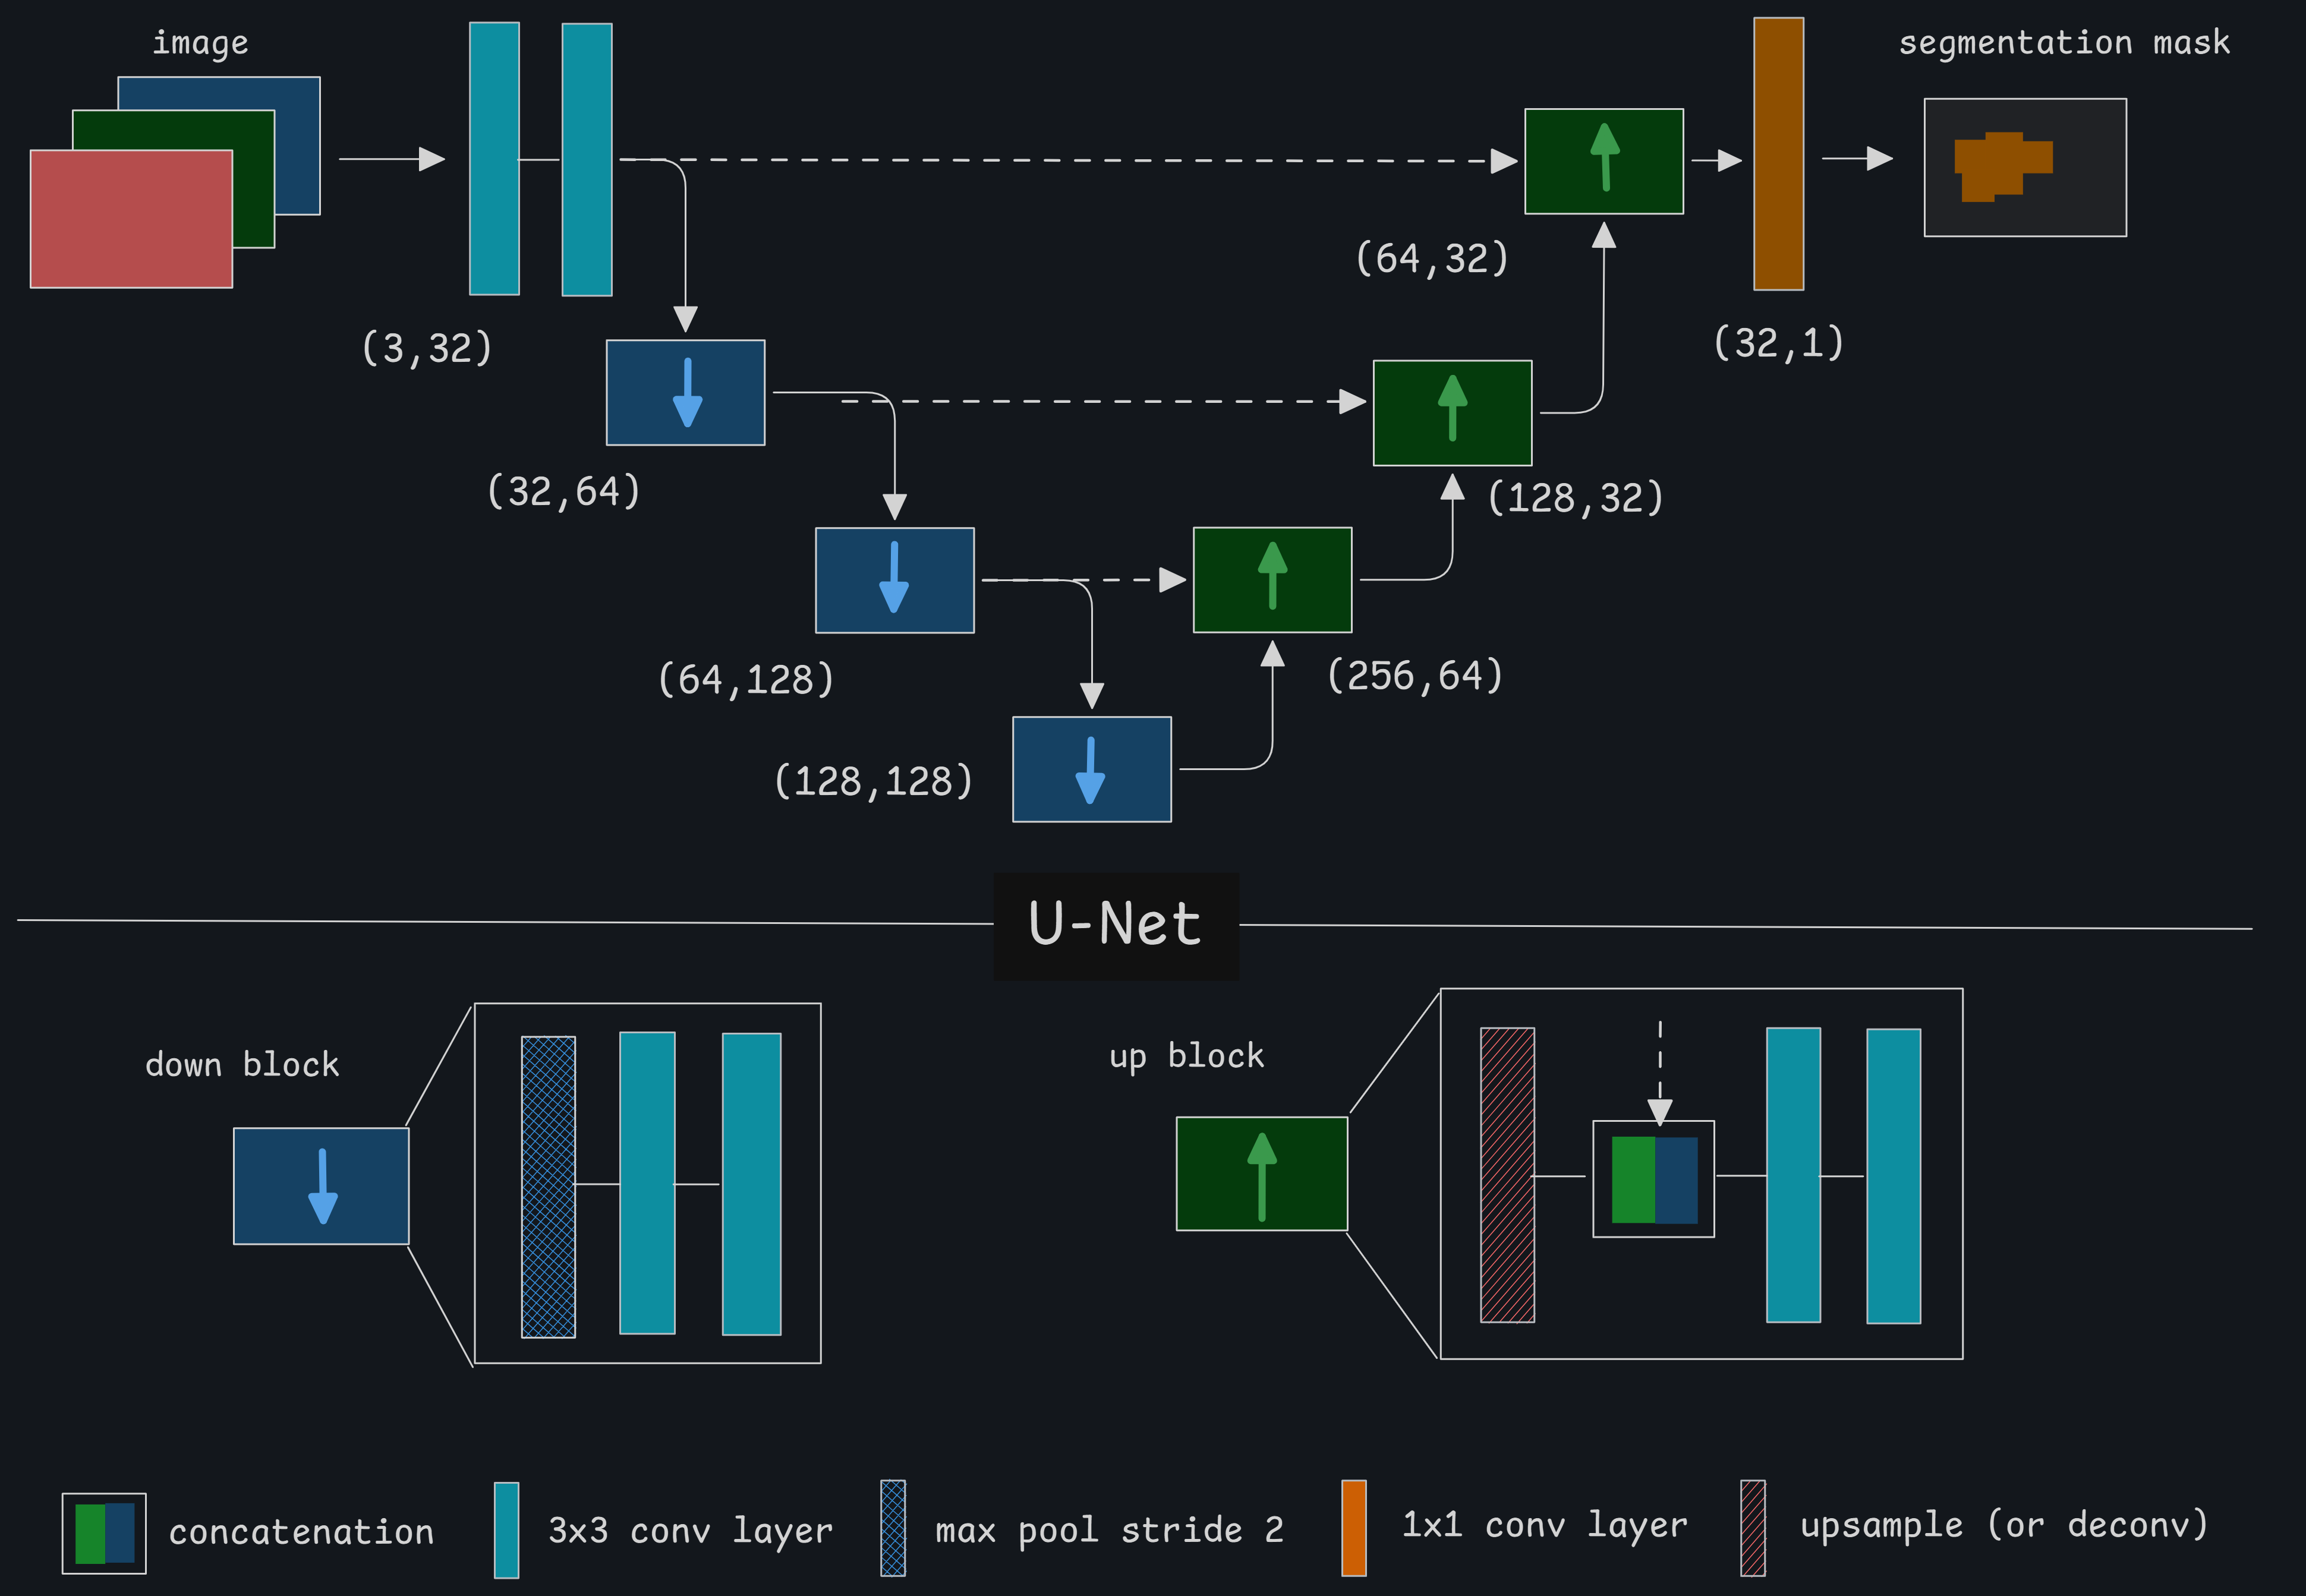 image
segmentation mask
(64,32)
(3,32)
(32,1)
(32,64)
(128,32)
(64,128)
(256,64)
(128,128)
U-Net
down block
up block
concatenation
3x3 conv layer
max pool stride 2
1x1 conv layer
upsample (or deconv)